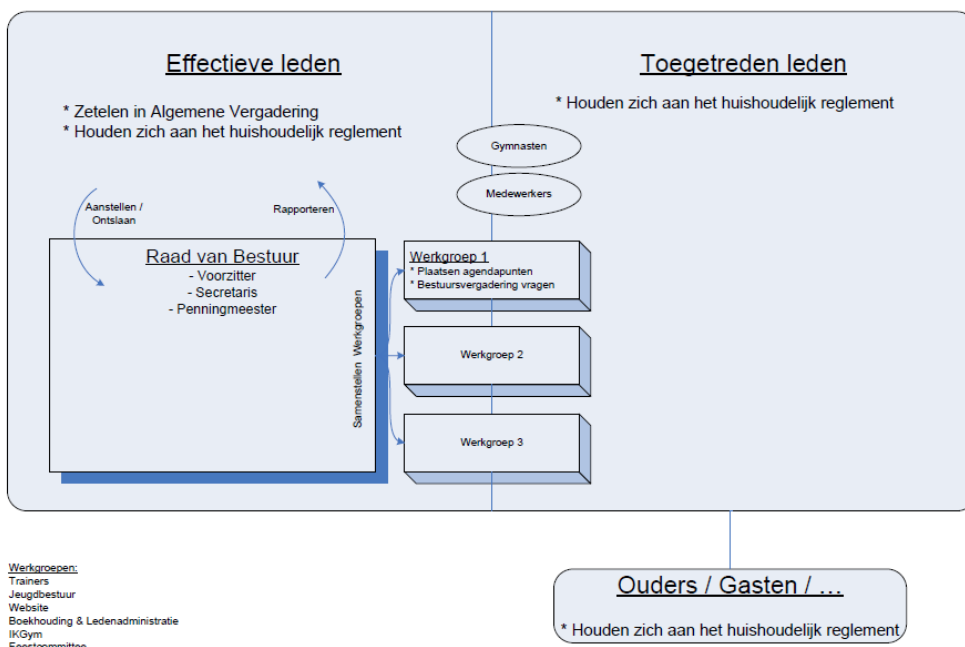 Effectieve leden
* Zetelen in Algemene Vergadering
* Houden zich aan het huishoudelijk reglement
Toegetreden leden
* Houden zich aan het huishoudelijk reglement
Gymnasten
Medewerkers
Aanstellen /
Ontslaan
Rapporteren
Raad van Bestuur
- Voorzitter
- Secretaris
- Penningmeester
Samenstellen Werkgroepen
Werkgroep 1
* Plaatsen agendapunten
* Bestuursvergadering vragen
Werkgroep 2
Werkgroep 3
Werkgroepen:
Trainers
Jeugdbestuur
Website
Boekhouding & Ledenadministratie
IKGym
Feestcommittee
Ouders / Gasten / ...
* Houden zich aan het huishoudelijk reglement